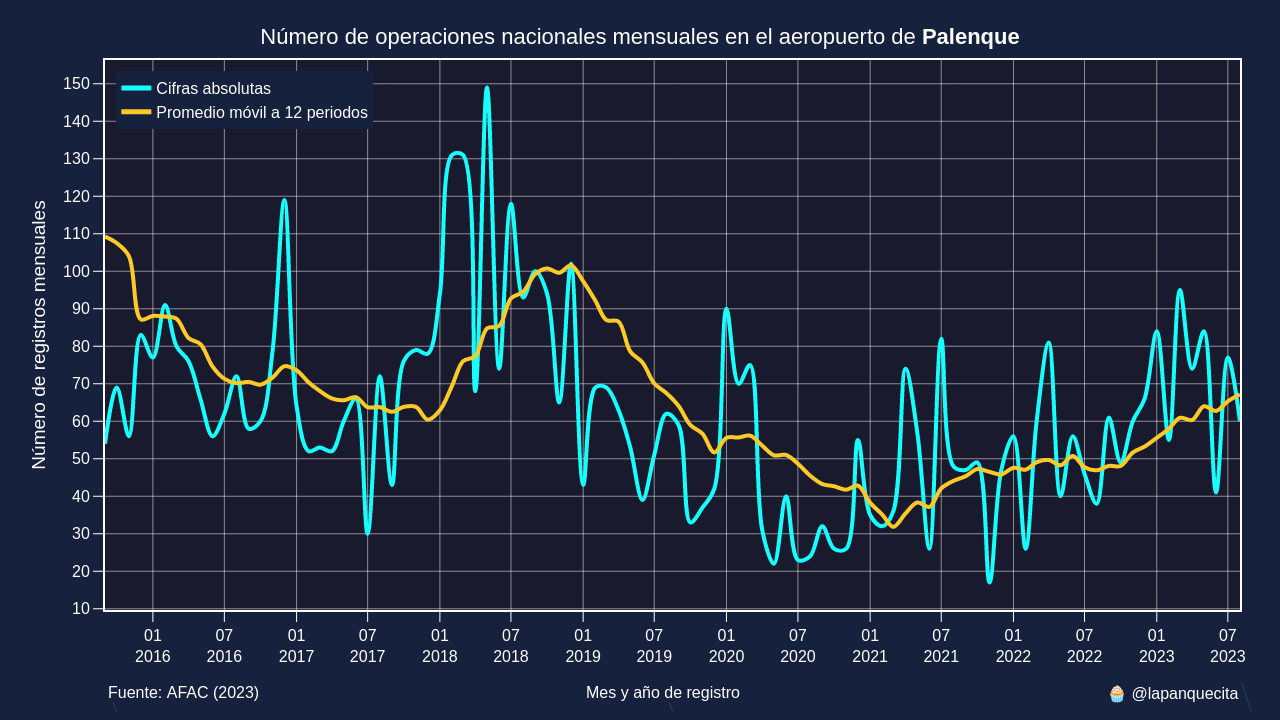 Número de operaciones nacionales mensuales en el aeropuerto de Palenque
Cifras absolutas
Promedio móvil a 12 periodos
Número de registros mensuales
150
140
130
120
110
100
90
80
70
60
50
40
30
20
10
01 07 01 07 01 07 01 07 01 07 01 07 01 07 01 07
2016 2016 2017 2017 2018 2018 2019 2019 2020 2020 2021 2021 2022 2022 2023 2023
Fuente: AFAC (2023) Mes y año de registro 🧁 @lapanquecita